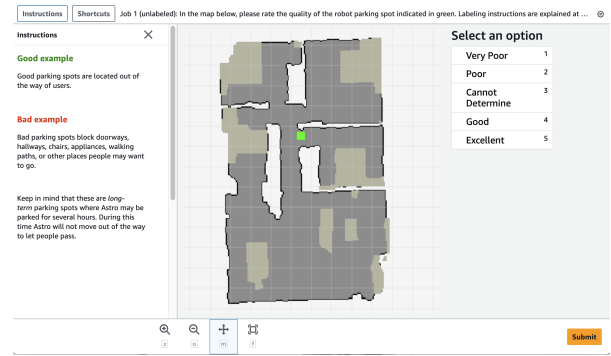 Instructions
Shortcuts
Job 1 (unlabeled): In the map below, please rate the quality of the robot parking spot indicated in green. Labeling instructions are explained at ...
Instructions
Good example
Good parking spots are located out of
the way of users.
Bad example
Bad parking spots block doorways,
hallways, chairs, appliances, walking
paths, or other places people may want
to go.
Keep in mind that these are long-
term parking spots where Astro may be
parked for several hours. During this
time Astro will not move out of the way
to let people pass.
Select an option
Very Poor 1
Poor 2
Cannot 3
Determine
Good 4
Excellent 5
z
o
m
f
Submit